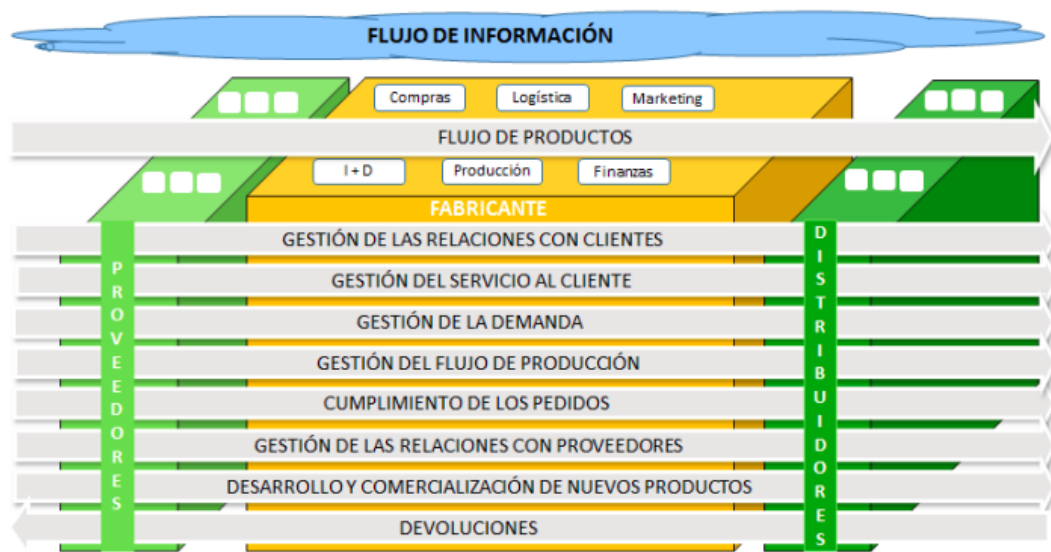 FLUJO DE INFORMACIÓN
Compras
Logística
Marketing
FLUJO DE PRODUCTOS
I + D
Producción
Finanzas
FABRICANTE
GESTIÓN DE LAS RELACIONES CON CLIENTES
GESTIÓN DEL SERVICIO AL CLIENTE
GESTIÓN DE LA DEMANDA
GESTIÓN DEL FLUJO DE PRODUCCIÓN
CUMPLIMIENTO DE LOS PEDIDOS
GESTIÓN DE LAS RELACIONES CON PROVEEDORES
DESARROLLO Y COMERCIALIZACIÓN DE NUEVOS PRODUCTOS
DEVOLUCIONES
PROVEEDORES
DISTRIBUIDORES